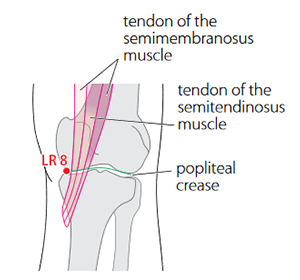 tendon of the
semimembranosus
muscle
tendon of the
semitendinosus
muscle
LR 8
popliteal
crease